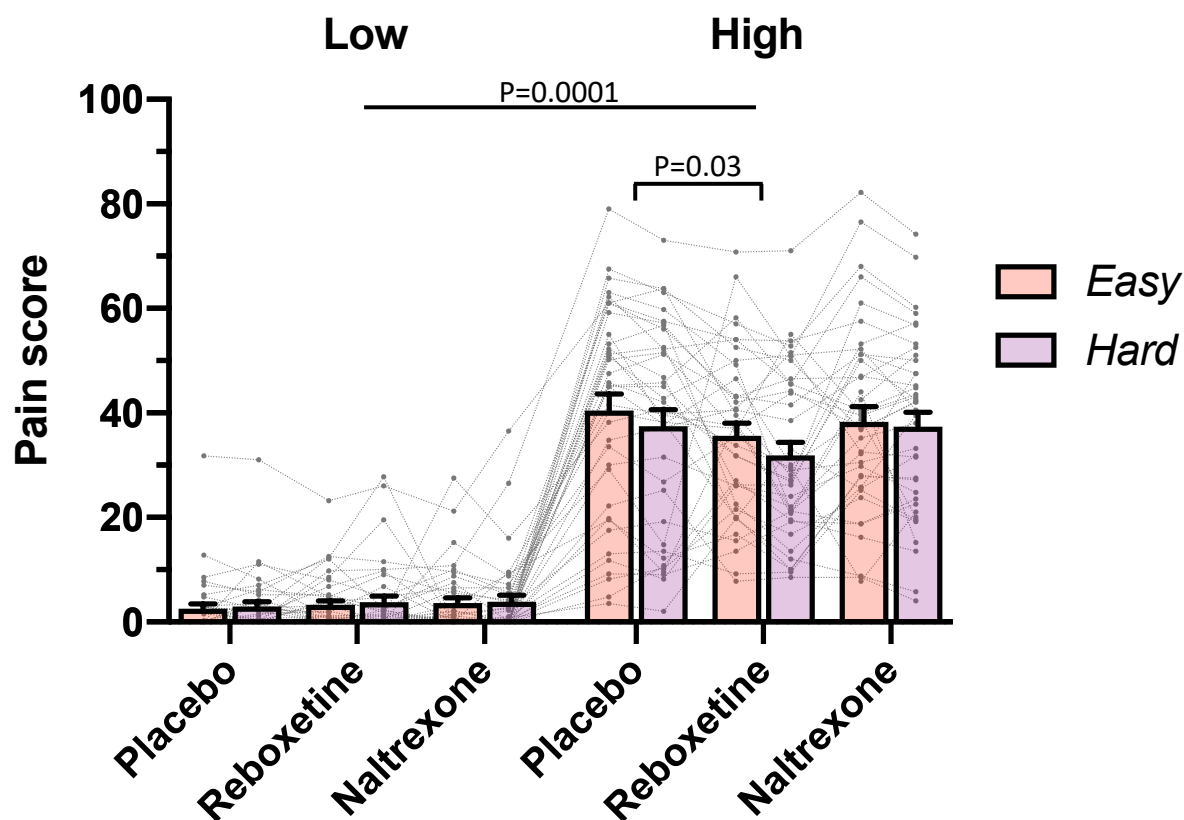 Low High
P=0.0001
P=0.03
Pain score
100
80
60
40
20
0
Easy
Hard
Placebo
Reboxetine
Naltrexone
Placebo
Reboxetine
Naltrexone